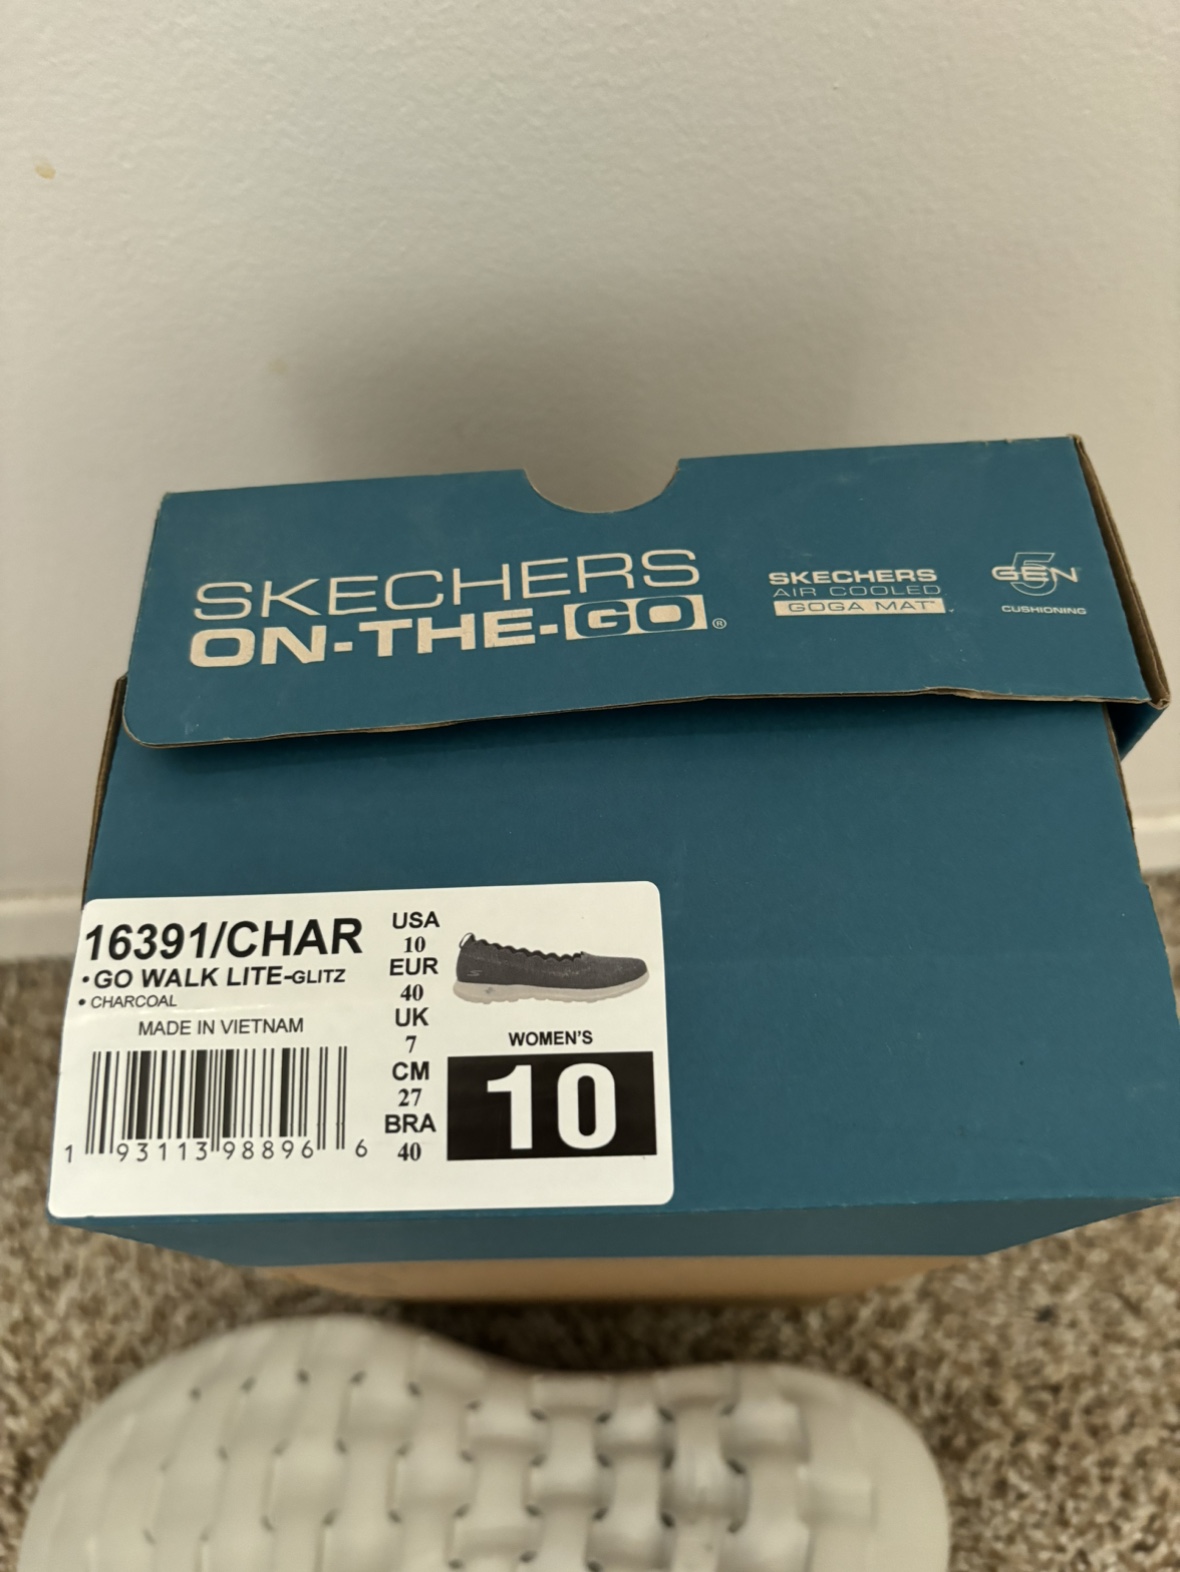 SKECHERS
ON-THE-GO®
SKECHERS
AIR COOLED
GOGA MAT™
5
GEN
CUSHIONING
16391/CHAR
• GO WALK LITE-GLITZ
• CHARCOAL
MADE IN VIETNAM
1 93113 98896 6
USA
10
EUR
40
UK
7
CM
27
BRA
40
WOMEN'S
10